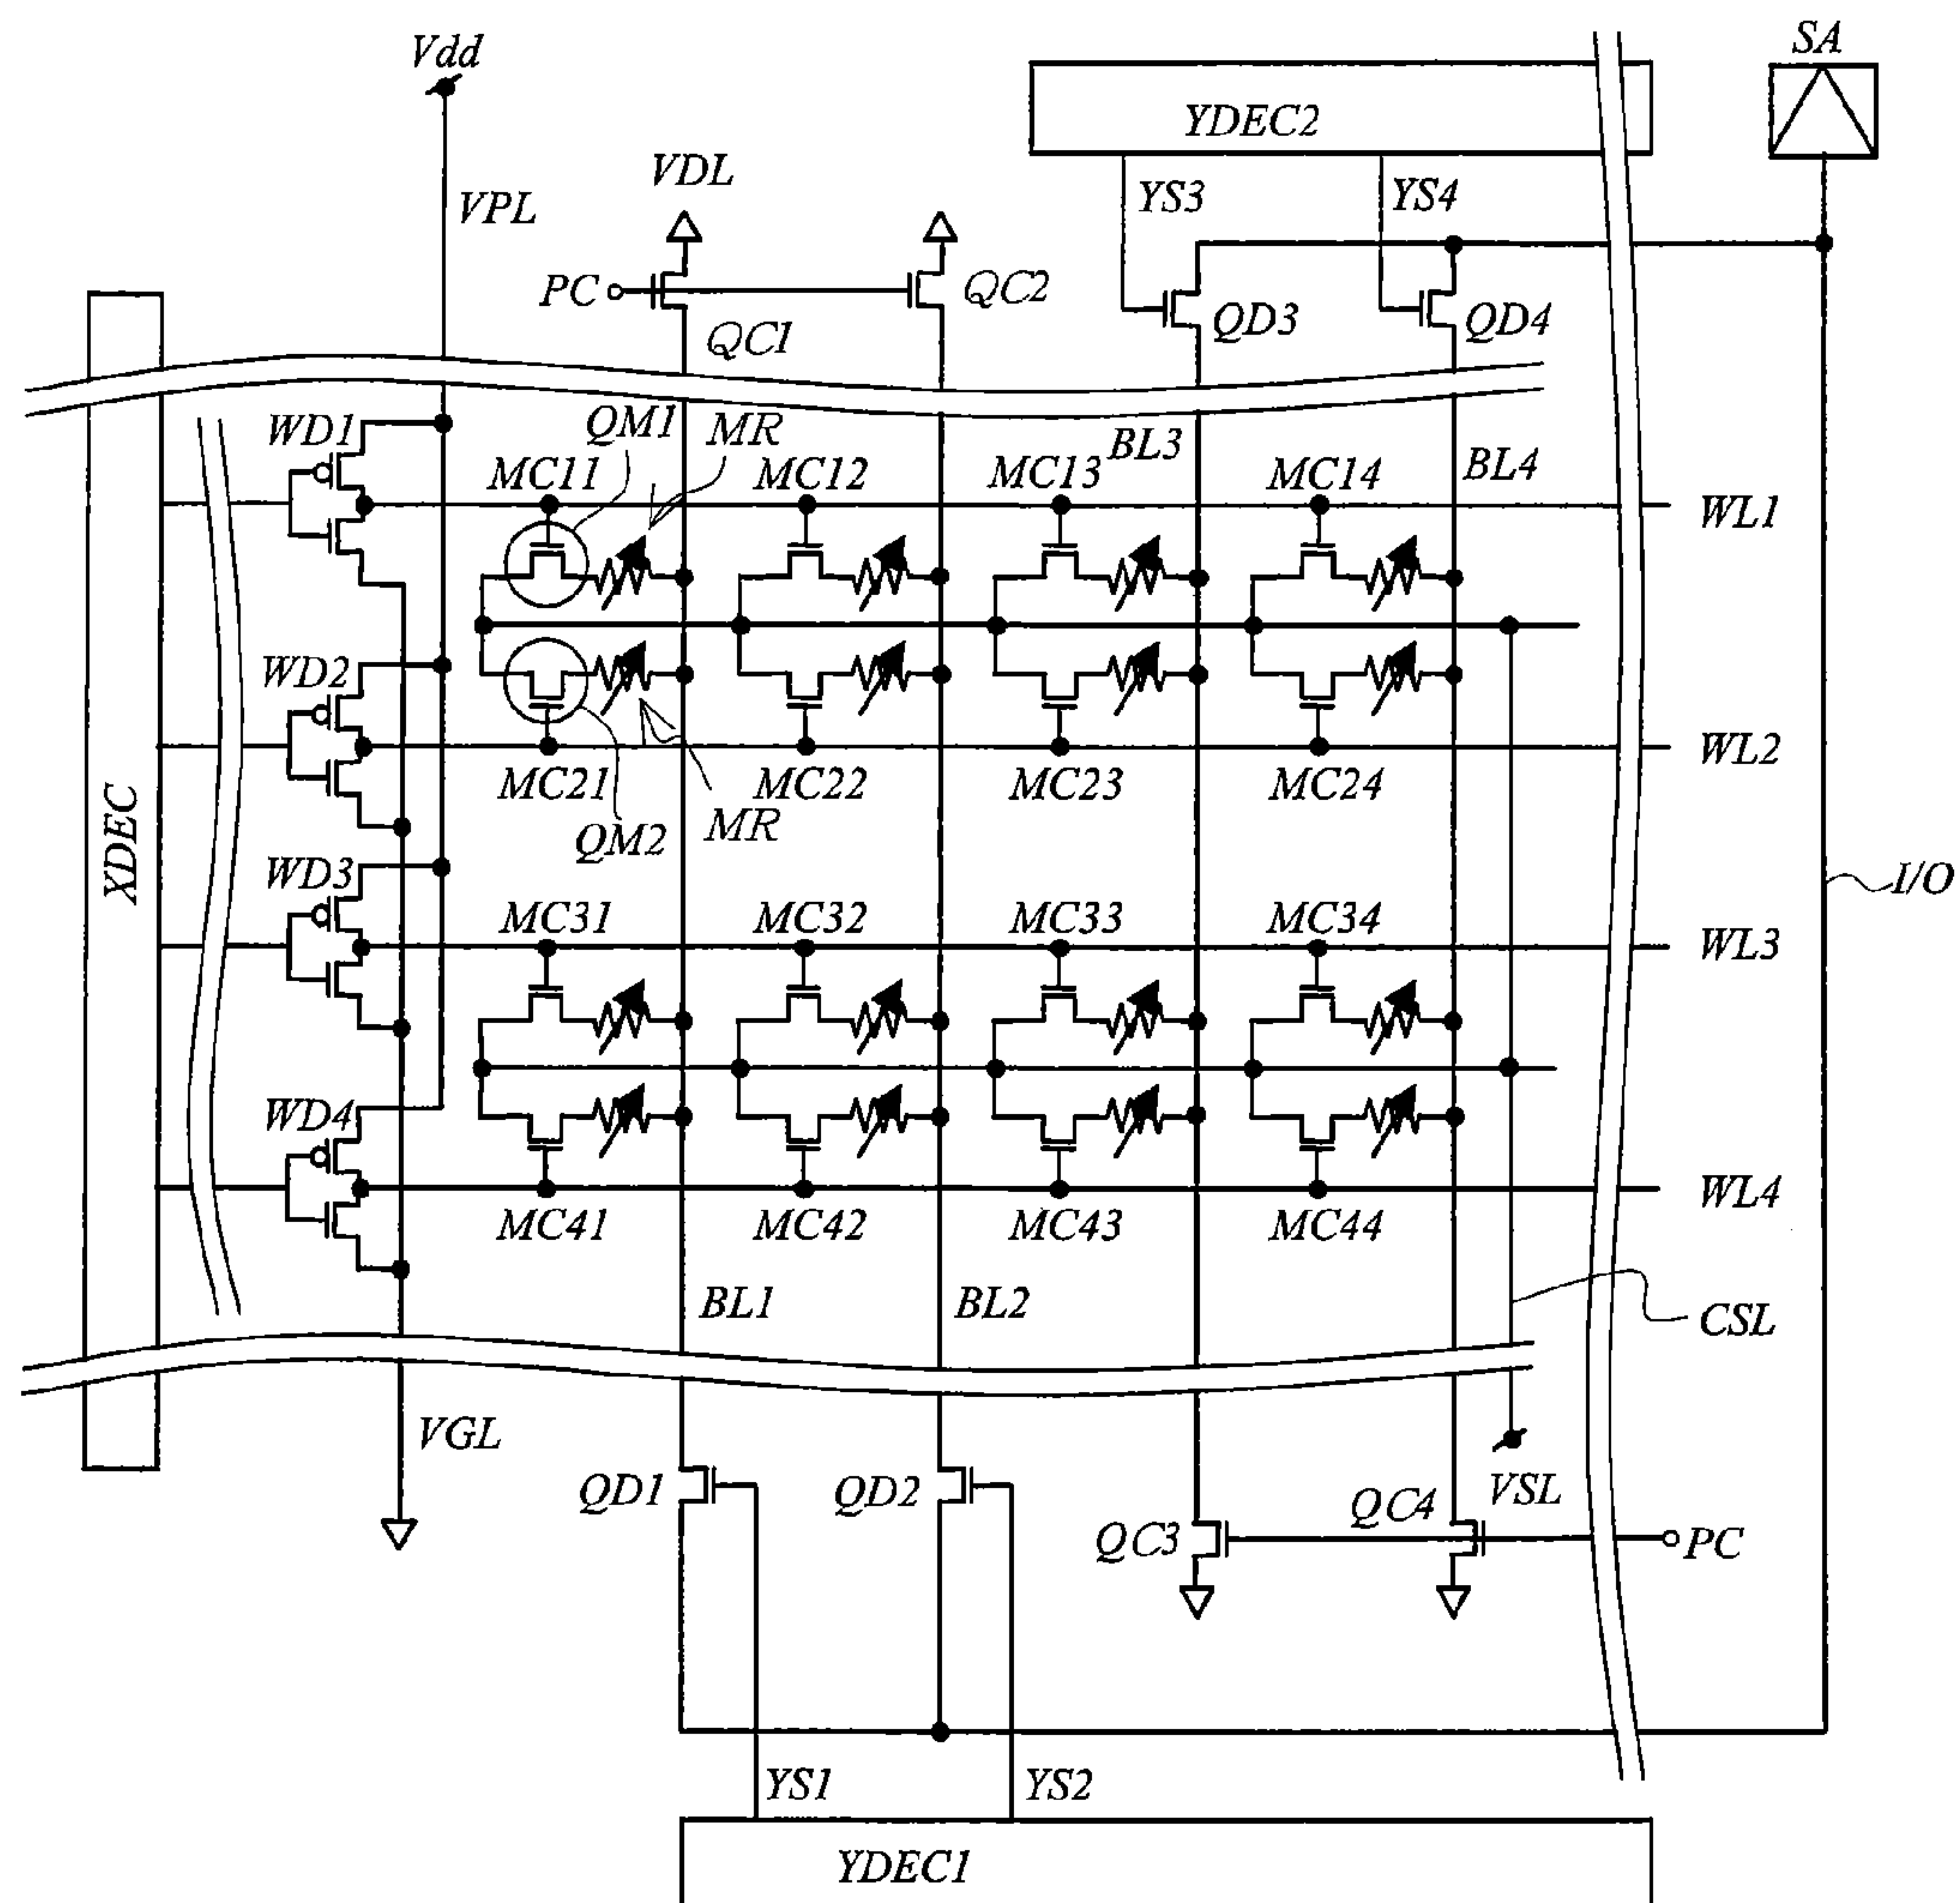 Vdd
SA
YDEC2
VDL
VPL
YS3
YS4
PC
QC2
QD3
QD4
QC1
WD1
QM1
MR
BL3
BL4
MC11
MC12
MC13
MC14
WL1
WD2
WL2
MC21
MC22
MC23
MC24
QM2
MR
XDEC
WD3
I/O
MC31
MC32
MC33
MC34
WL3
WD4
WL4
MC41
MC42
MC43
MC44
BL1
BL2
CSL
VGL
QD1
QD2
VSL
QC3
QC4
PC
YS1
YS2
YDEC1